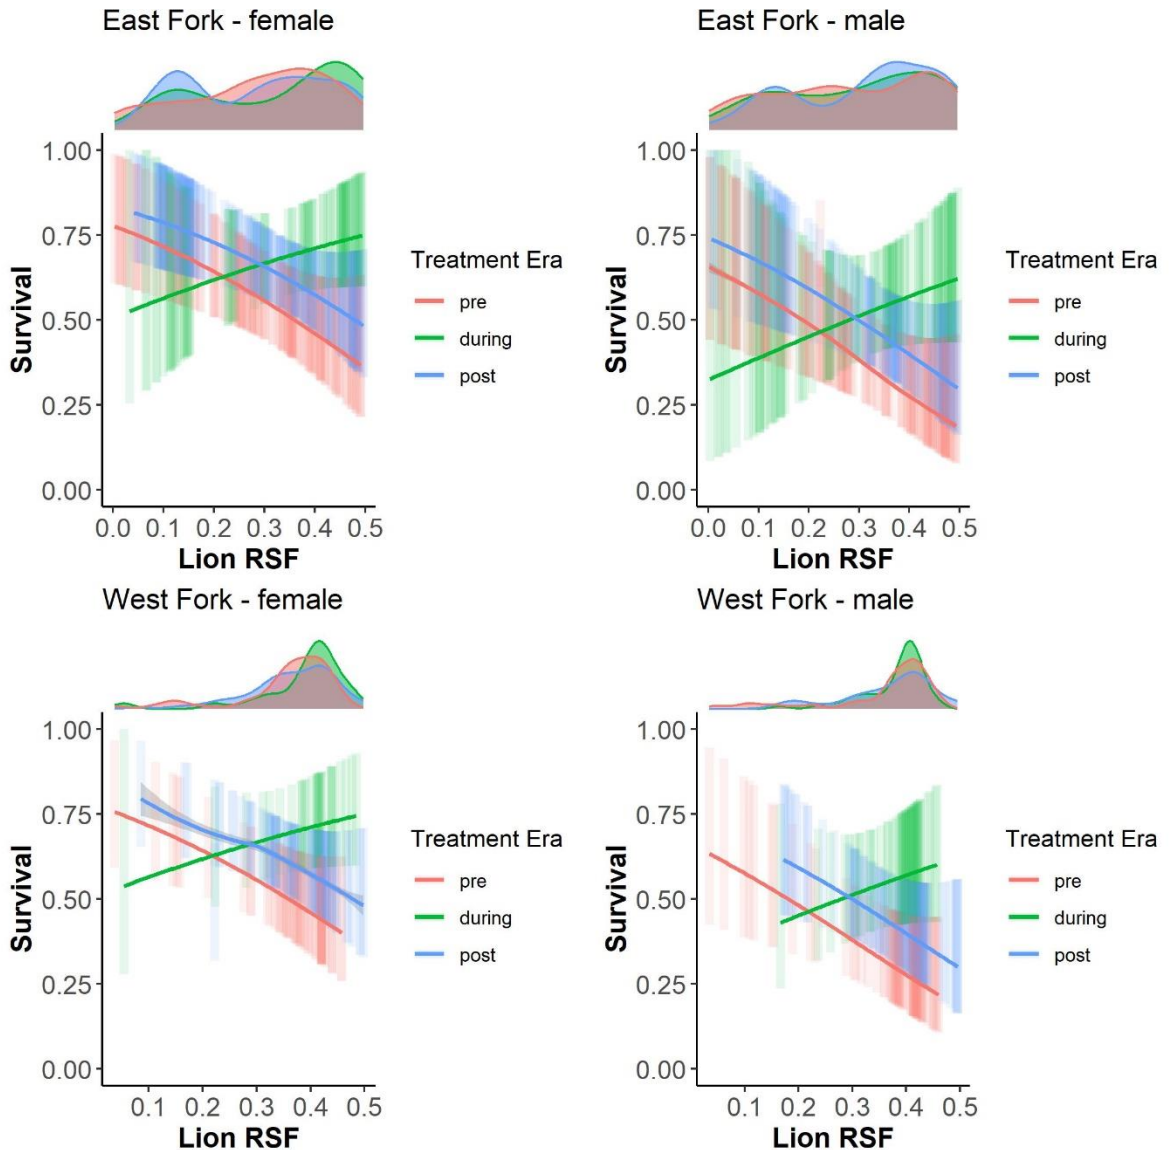 East Fork - female
East Fork - male
1.00
0.75
0.50
0.25
0.00
Survival
0.0 0.1 0.2 0.3 0.4 0.5
Lion RSF
Treatment Era
pre
during
post
1.00
0.75
0.50
0.25
0.00
Survival
0.0 0.1 0.2 0.3 0.4 0.5
Lion RSF
Treatment Era
pre
during
post
West Fork - female
West Fork - male
1.00
0.75
0.50
0.25
0.00
Survival
0.1 0.2 0.3 0.4 0.5
Lion RSF
Treatment Era
pre
during
post
1.00
0.75
0.50
0.25
0.00
Survival
0.1 0.2 0.3 0.4 0.5
Lion RSF
Treatment Era
pre
during
post